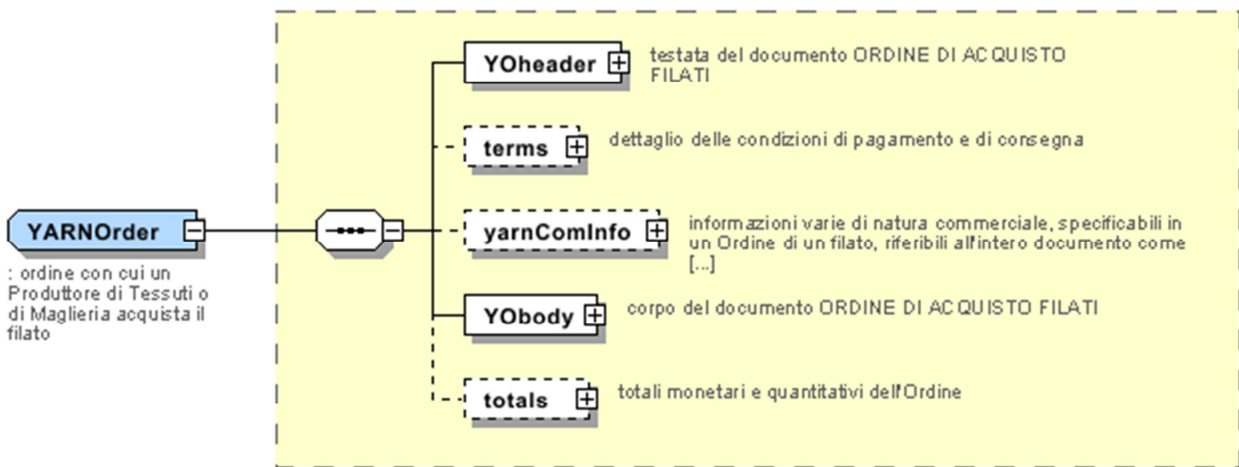 YOheader
testata del documento ORDINE DI ACQUISTO
FILATI
terms
dettaglio delle condizioni di pagamento e di consegna
yarnComInfo
informazioni varie di natura commerciale, specificabili in
un Ordine di un filato, riferibili all'intero documento come
[...]
YARNOrder
: ordine con cui un
Produttore di Tessuti o
di Maglieria acquista il
filato
YObody
corpo del documento ORDINE DI ACQUISTO FILATI
totals
totali monetari e quantitativi dell'Ordine